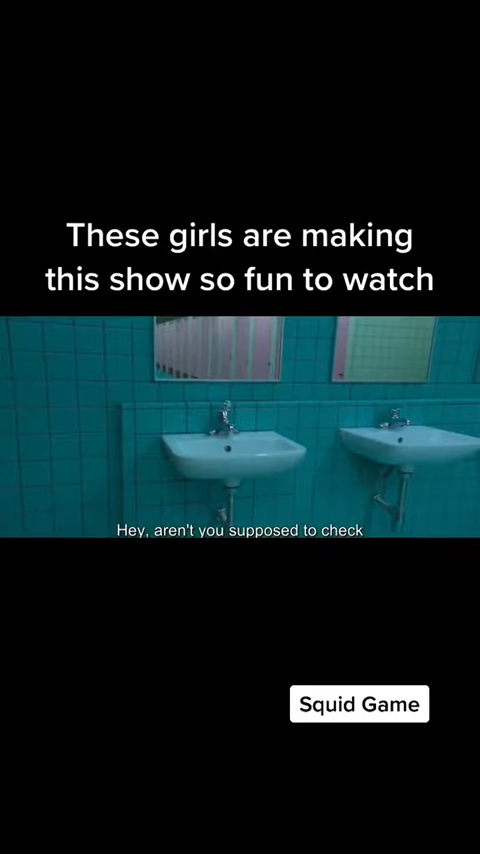 These girls are making
this show so fun to watch
Hey, aren't you supposed to check
Squid Game